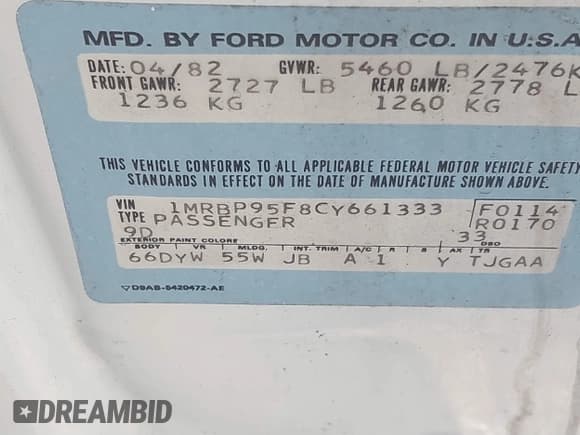 MFD. BY FORD MOTOR CO. IN U.S.A
DATE: 04/82 GVWR: 5460 LB/2476K
FRONT GAWR: 2727 LB REAR GAWR: 2778 L
1236 KG 1260 KG
THIS VEHICLE CONFORMS TO ALL APPLICABLE FEDERAL MOTOR VEHICLE SAFETY
STANDARDS IN EFFECT ON THE DATE OF MANUFACTURE SHOWN ABOVE.
VIN 1MRBP95F8CY661333 F0114
TYPE PASSENGER R0170
9D 33
EXTERIOR PAINT COLORS DSO
BODY VR MLDG. INT. TRIM A/C R S AX TR
66DYW 55W JB A 1 Y TJGAA
▽D9AB-5420472-AE
DREAMBID